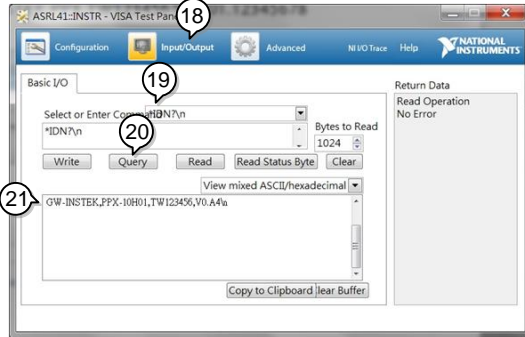 ASRL41::INSTR - VISA Test Pan
18
Configuration
Input/Output
Advanced
NI I/O Trace
Help
NATIONAL
INSTRUMENTS
Basic I/O
Return Data
Read Operation
No Error
19
Select or Enter Command
*IDN?\n
20
*IDN?\n
Bytes to Read
1024
Write
Query
Read
Read Status Byte
Clear
View mixed ASCII/hexadecimal
21
GW-INSTEK,PPX-10H01,TW123456,V0.A4\n
Copy to Clipboard
lear Buffer